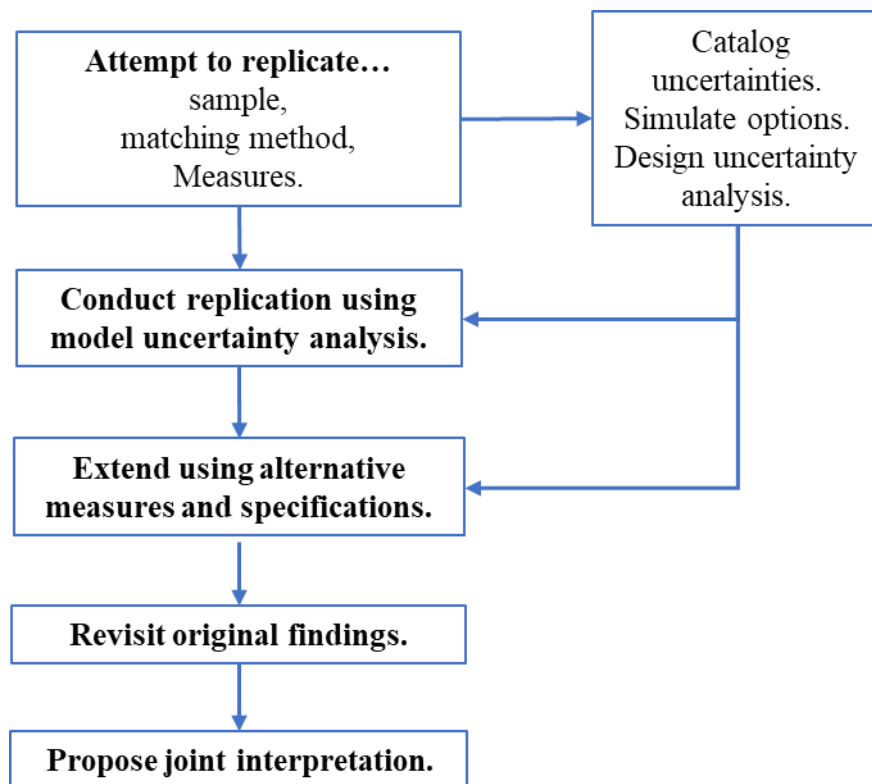 Attempt to replicate…
sample,
matching method,
Measures.
Catalog
uncertainties.
Simulate options.
Design uncertainty
analysis.
Conduct replication using
model uncertainty analysis.
Extend using alternative
measures and specifications.
Revisit original findings.
Propose joint interpretation.